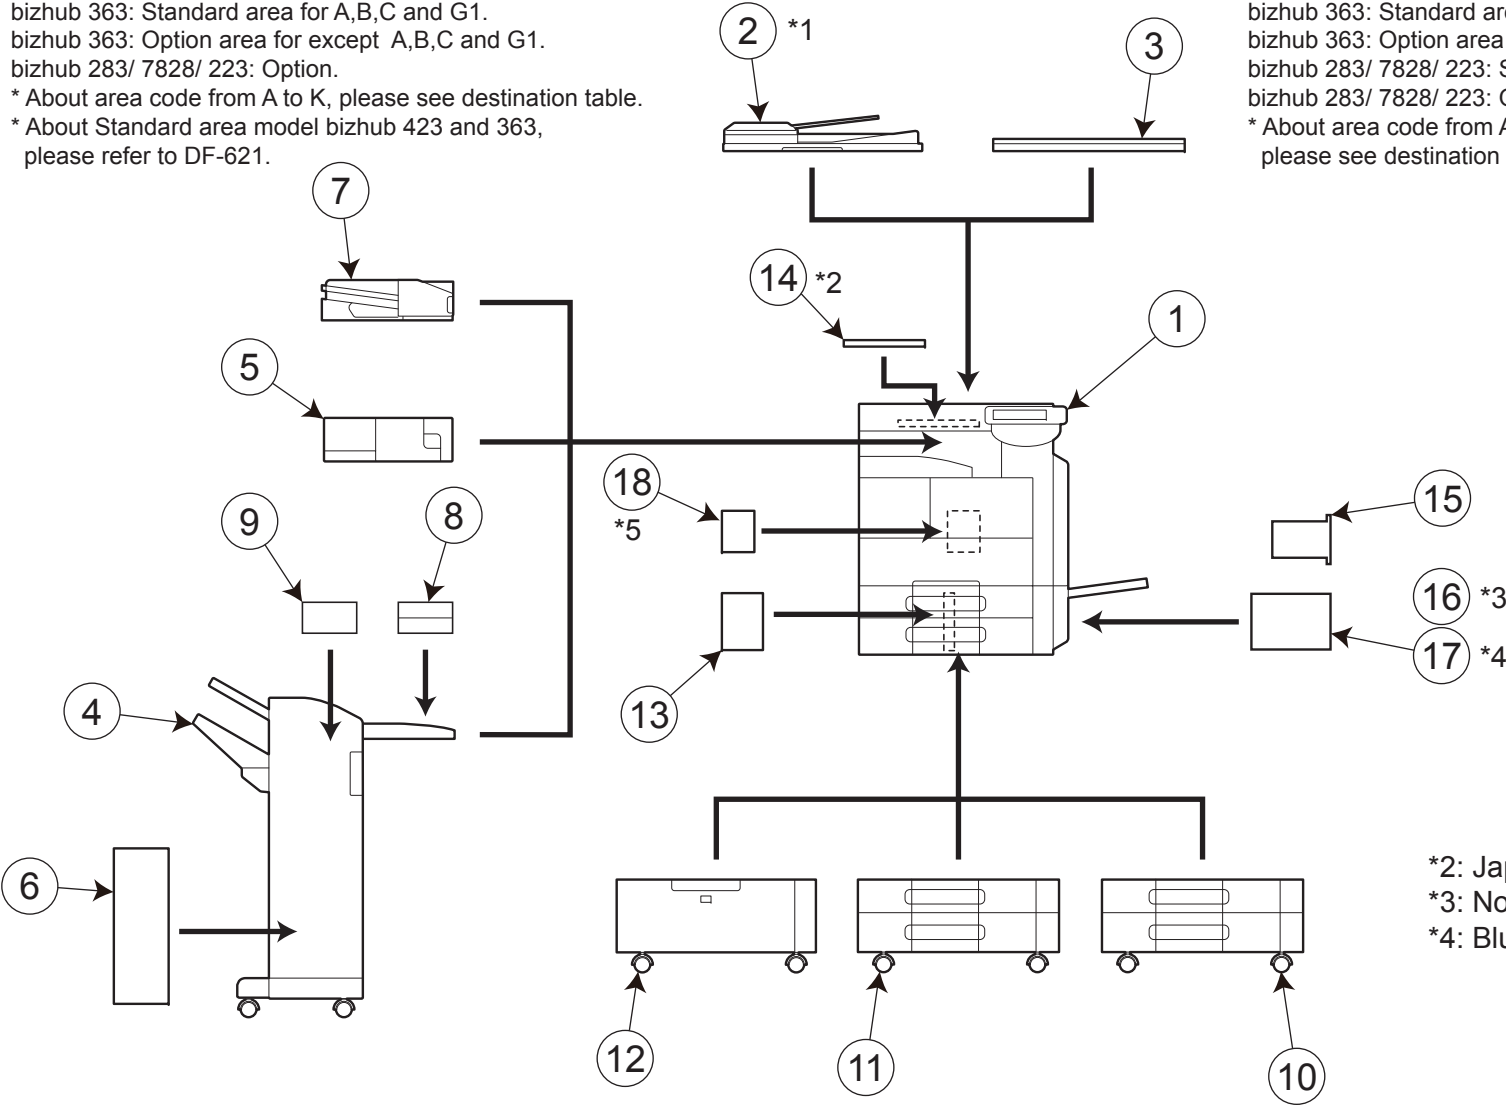 bizhub 363: Standard area for A,B,C and G1.
bizhub 363: Option area for except A,B,C and G1.
bizhub 283/ 7828/ 223: Option.
* About area code from A to K, please see destination table.
* About Standard area model bizhub 423 and 363,
please refer to DF-621.
2 *1
3
bizhub 363: Standard
bizhub 363: Option area
bizhub 283/ 7828/ 223:
bizhub 283/ 7828/ 223:
* About area code from A
please see destination
7
14 *2
1
5
18
*5
15
9
8
16 *3
17 *4
4
13
6
*2:
*3:
*4:
12
11
10